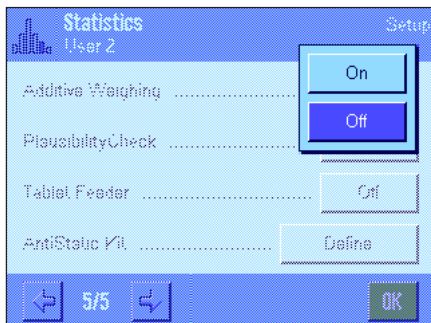 Statistics
Setup
User 2
On
Off
Additive Weighing
PlausibilityCheck
Tablet Feeder
Off
AntiStatic Kit
Define
5/5
OK